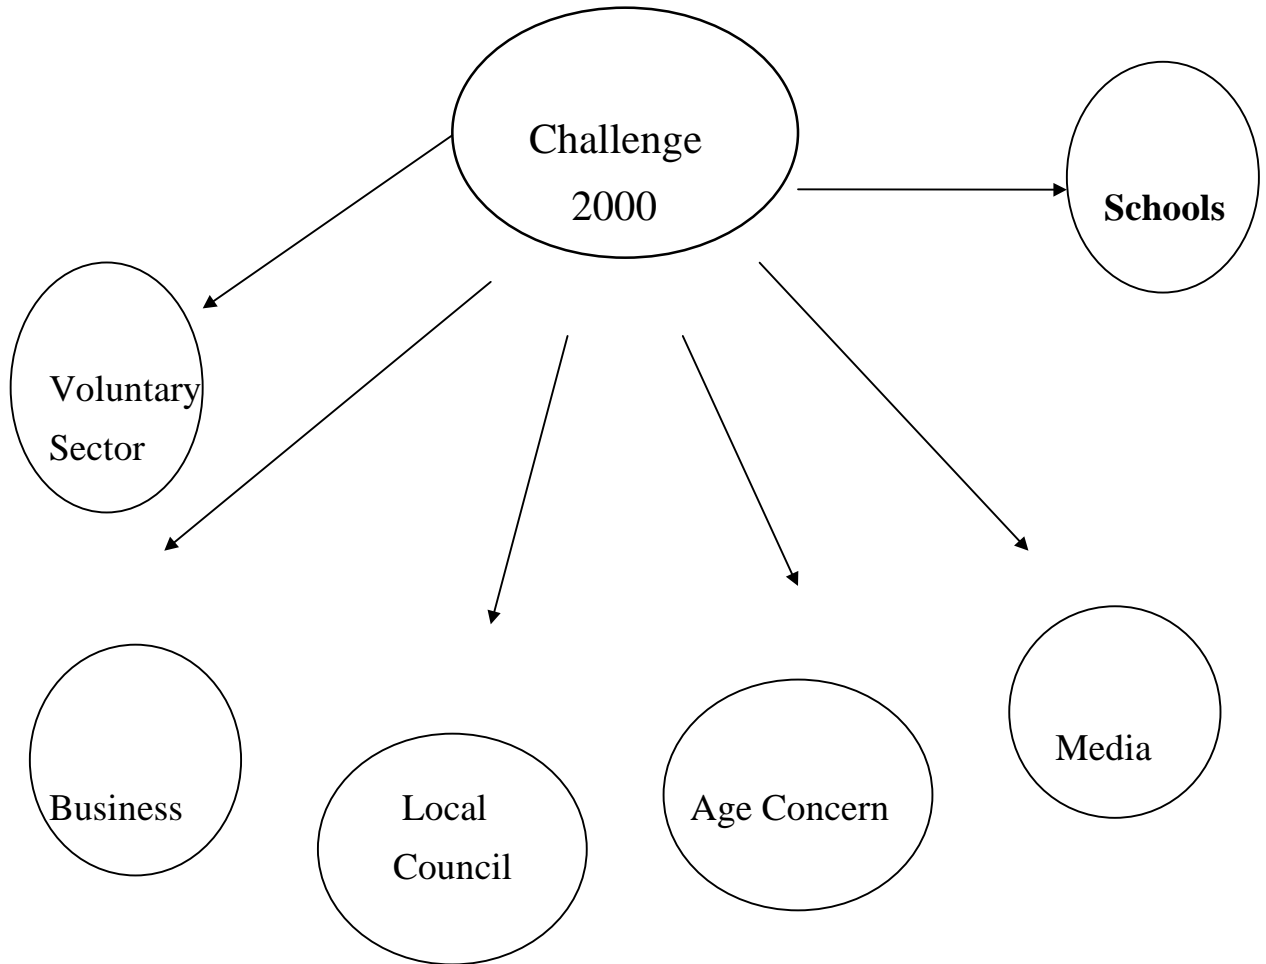 Challenge
2000
Schools
Voluntary
Sector
Business
Local
Council
Age Concern
Media